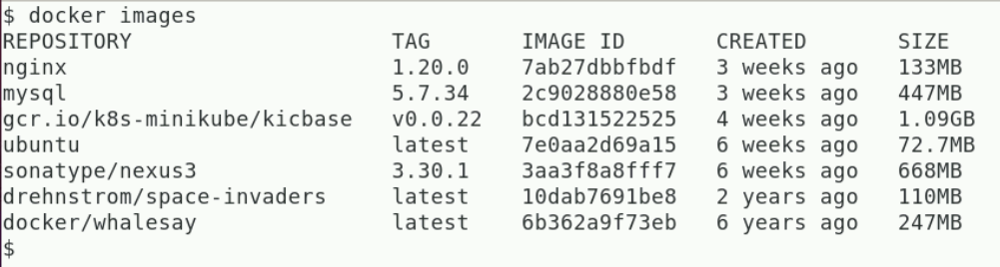 $ docker images
REPOSITORY                    TAG       IMAGE ID       CREATED       SIZE
nginx                         1.20.0    7ab27dbbfbdf   3 weeks ago   133MB
mysql                         5.7.34    2c9028880e58   3 weeks ago   447MB
gcr.io/k8s-minikube/kicbase   v0.0.22   bcd131522525   4 weeks ago   1.09GB
ubuntu                        latest    7e0aa2d69a15   6 weeks ago   72.7MB
sonatype/nexus3               3.30.1    3aa3f8a8fff7   6 weeks ago   668MB
drehnstrom/space-invaders     latest    10dab7691be8   2 years ago   110MB
docker/whalesay               latest    6b362a9f73eb   6 years ago   247MB
$